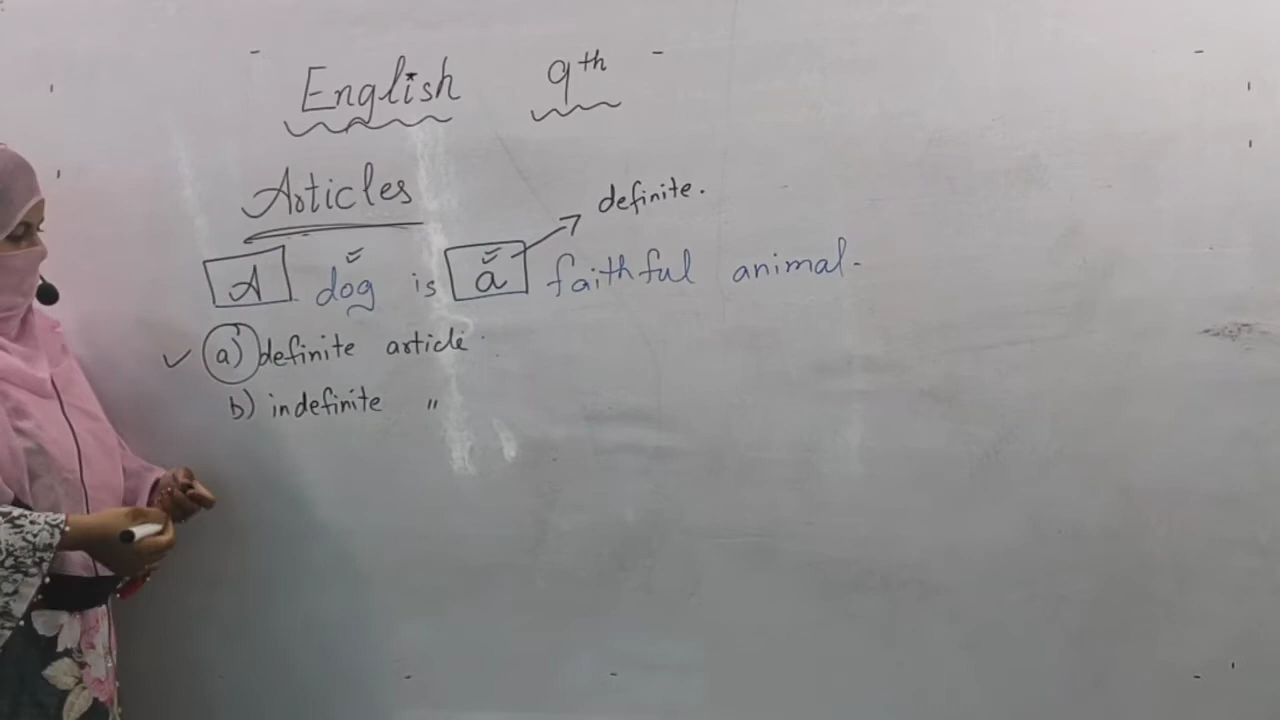 English 9th
Articles
definite.
A dog is a faithful animal.
a) definite article.
b) indefinite "